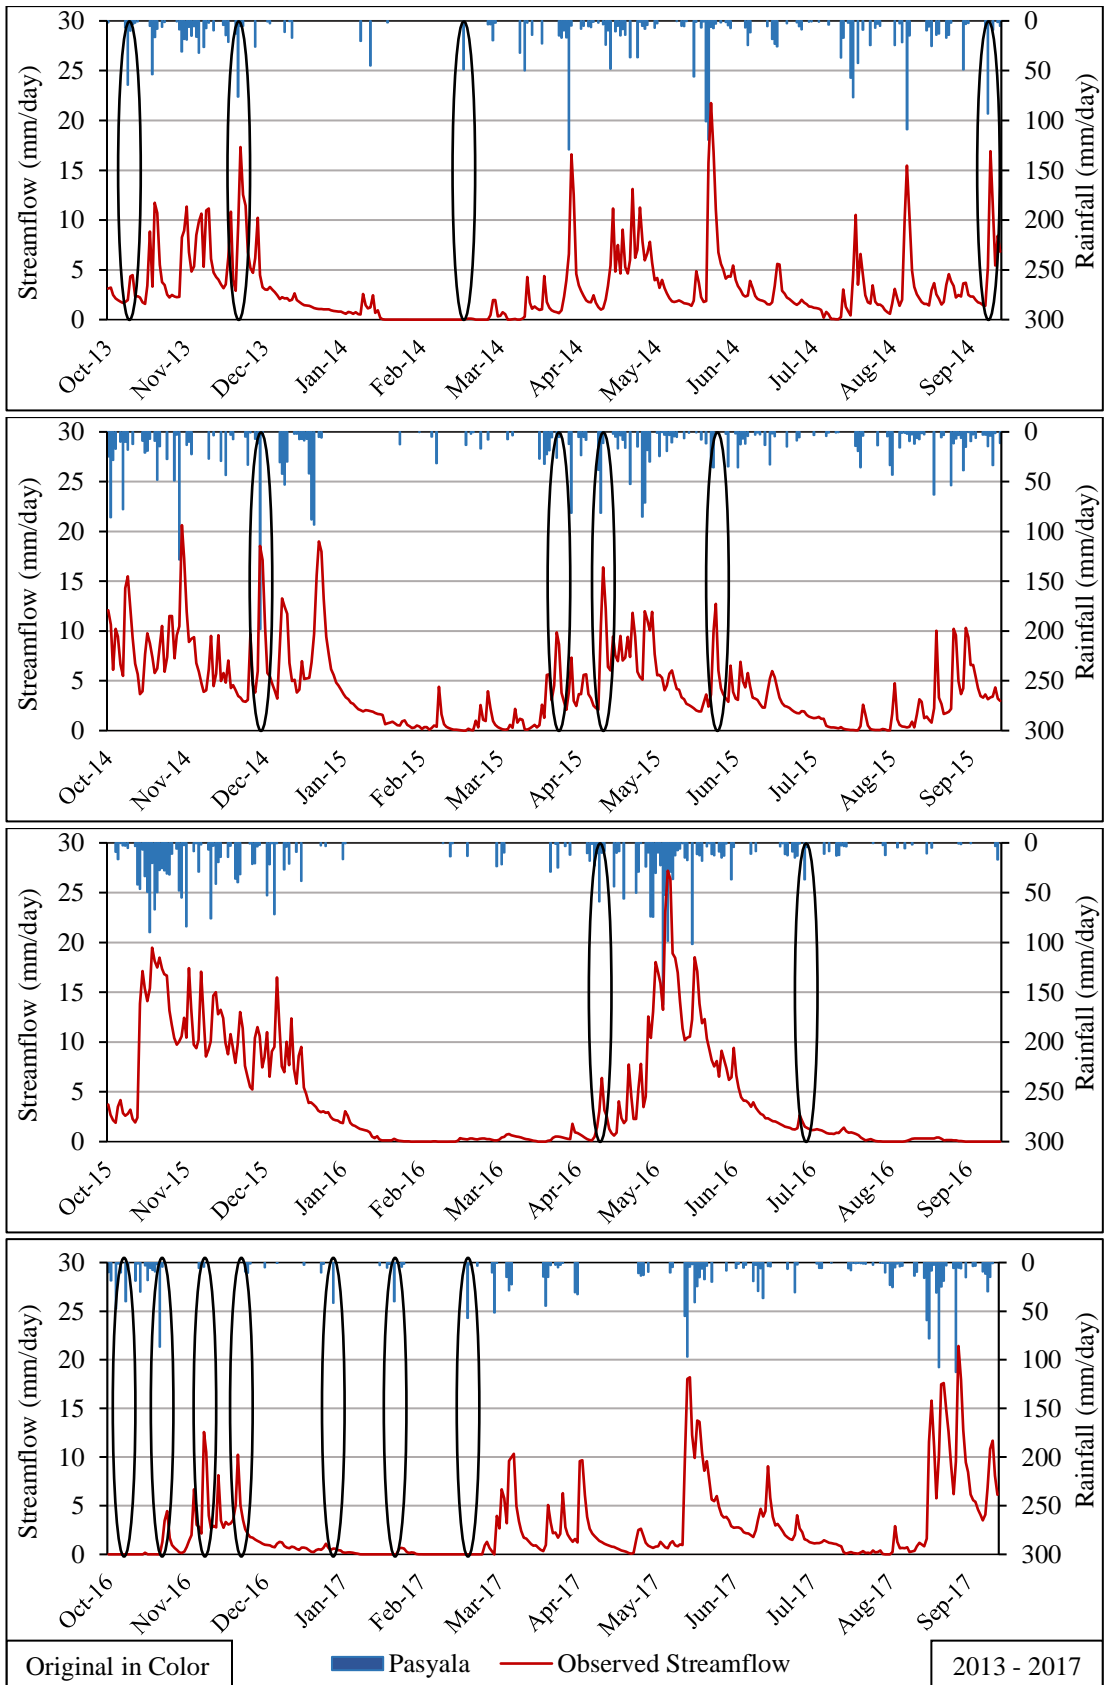 30 0
25 50
20 100
15 150
10 200
5 250
0 300
Streamflow (mm/day)
Rainfall (mm/day)
Oct-13 Nov-13 Dec-13 Jan-14 Feb-14 Mar-14 Apr-14 May-14 Jun-14 Jul-14 Aug-14 Sep-14
30 0
25 50
20 100
15 150
10 200
5 250
0 300
Streamflow (mm/day)
Rainfall (mm/day)
Oct-14 Nov-14 Dec-14 Jan-15 Feb-15 Mar-15 Apr-15 May-15 Jun-15 Jul-15 Aug-15 Sep-15
30 0
25 50
20 100
15 150
10 200
5 250
0 300
Streamflow (mm/day)
Rainfall (mm/day)
Oct-15 Nov-15 Dec-15 Jan-16 Feb-16 Mar-16 Apr-16 May-16 Jun-16 Jul-16 Aug-16 Sep-16
30 0
25 50
20 100
15 150
10 200
5 250
0 300
Streamflow (mm/day)
Rainfall (mm/day)
Oct-16 Nov-16 Dec-16 Jan-17 Feb-17 Mar-17 Apr-17 May-17 Jun-17 Jul-17 Aug-17 Sep-17
Original in Color Pasyala Observed Streamflow 2013 - 2017